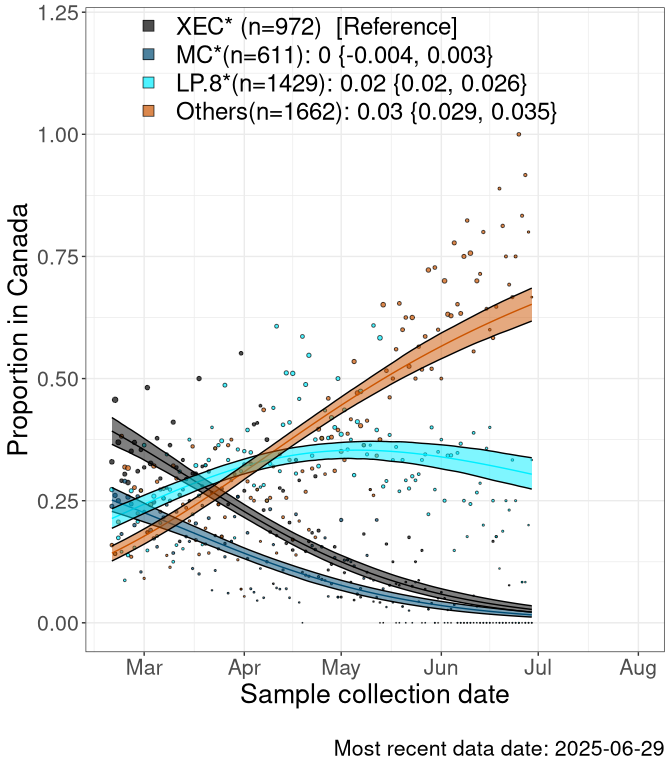 XEC* (n=972) [Reference]
MC*(n=611): 0 {-0.004, 0.003}
LP.8*(n=1429): 0.02 {0.02, 0.026}
Others(n=1662): 0.03 {0.029, 0.035}
1.25
1.00
0.75
0.50
0.25
0.00
Proportion in Canada
Mar Apr May Jun Jul Aug
Sample collection date
Most recent data date: 2025-06-29